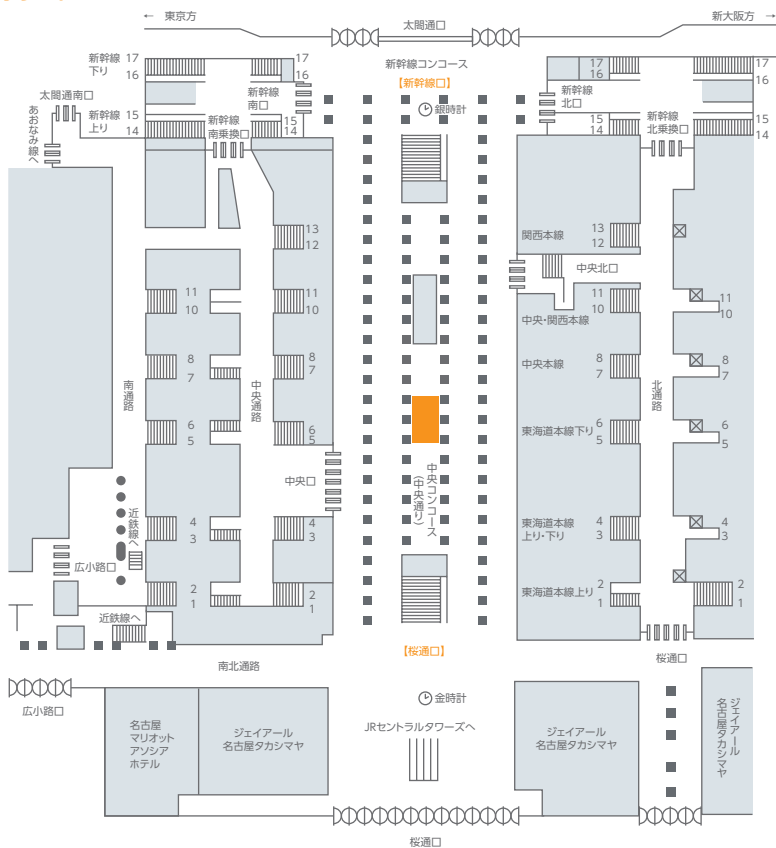 ← 東京方
新大阪方 →
太閤通口
新幹線コンコース
【新幹線口】
銀時計
新幹線
下り
17
16
17
16
太閤通南口
新幹線
南口
新幹線
上り
15
14
15
14
新幹線
南乗換口
あおなみ線へ
17
16
17
16
新幹線
北口
15
14
15
14
新幹線
北乗換口
13
12
関西本線
13
12
中央北口
11
10
11
10
11
10
中央・関西本線
11
10
8
7
8
7
中央本線
8
7
8
7
南通路
中央通路
北通路
6
5
6
5
東海道本線下り
6
5
6
5
中央口
中央コンコース
(中央通り)
近鉄線へ
4
3
4
3
東海道本線
上り・下り
4
3
4
3
広小路口
2
1
2
1
東海道本線上り
2
1
2
1
近鉄線へ
【桜通口】
桜通口
南北通路
広小路口
金時計
JRセントラルタワーズへ
名古屋
マリオット
アソシア
ホテル
ジェイアール
名古屋タカシマヤ
ジェイアール
名古屋タカシマヤ
ジェイアール
名古屋タカシマヤ
桜通口